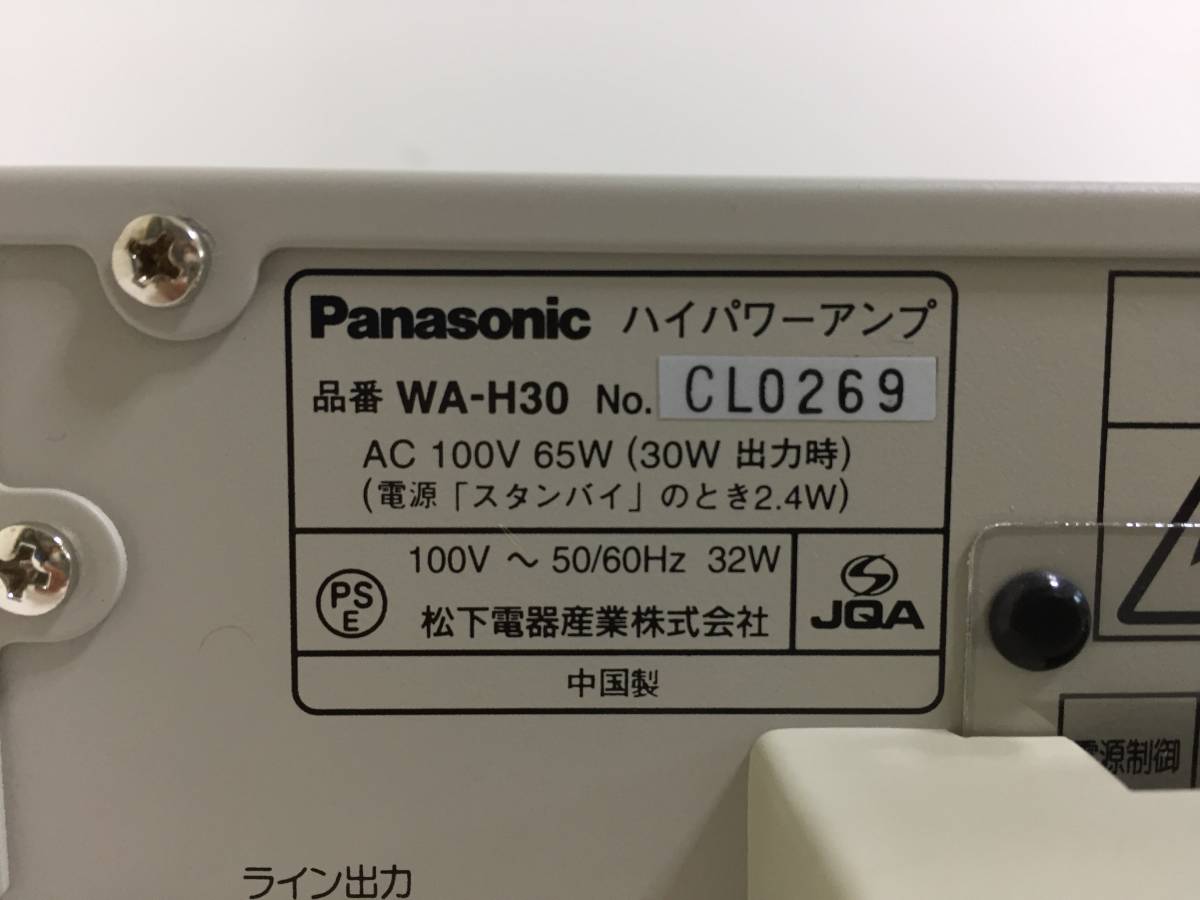 Panasonic ハイパワーアンプ
品番 WA-H30 No. CL0269
AC 100V 65W (30W 出力時)
(電源「スタンバイ」のとき2.4W)
100V ～ 50/60Hz 32W
PS
E
松下電器産業株式会社
JQA
中国製
電源制御
ライン出力